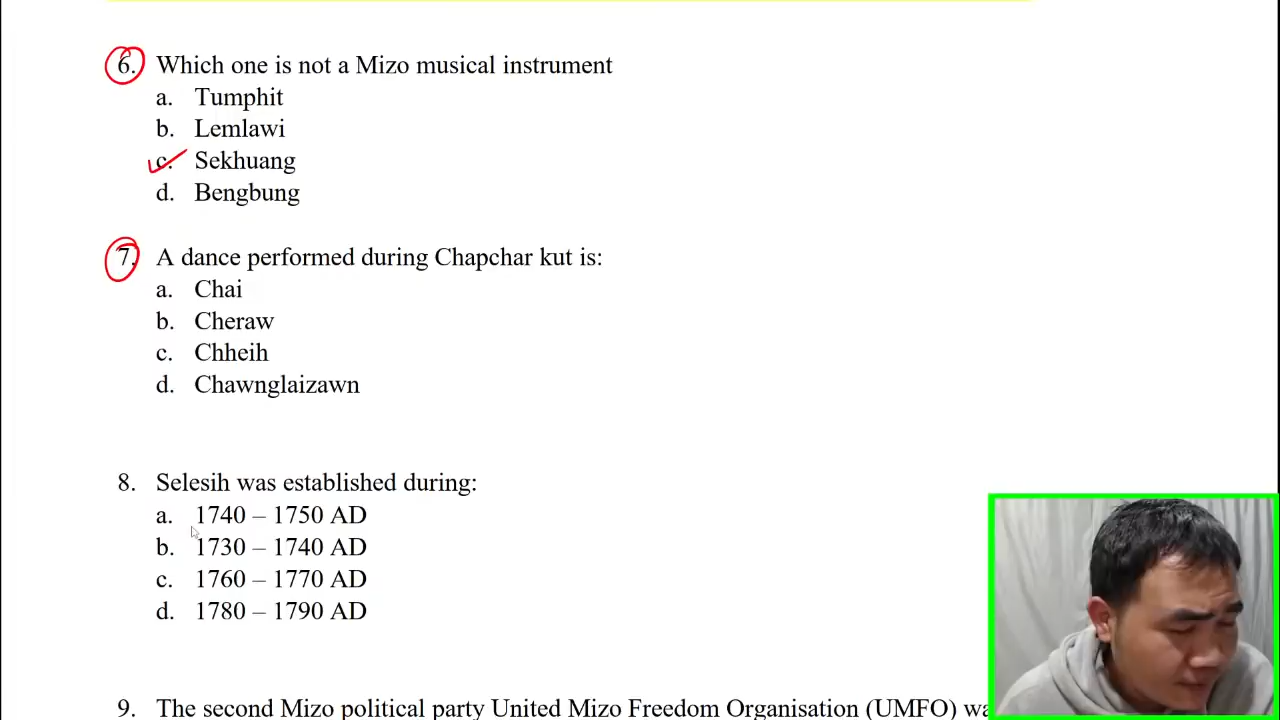 6. Which one is not a Mizo musical instrument
a. Tumphit
b. Lemlawi
c. Sekhuang
d. Bengbung
7. A dance performed during Chapchar kut is:
a. Chai
b. Cheraw
c. Chheih
d. Chawnglaizawn
8. Selesih was established during:
a. 1740 – 1750 AD
b. 1730 – 1740 AD
c. 1760 – 1770 AD
d. 1780 – 1790 AD
9. The second Mizo political party United Mizo Freedom Organisation (UMFO)